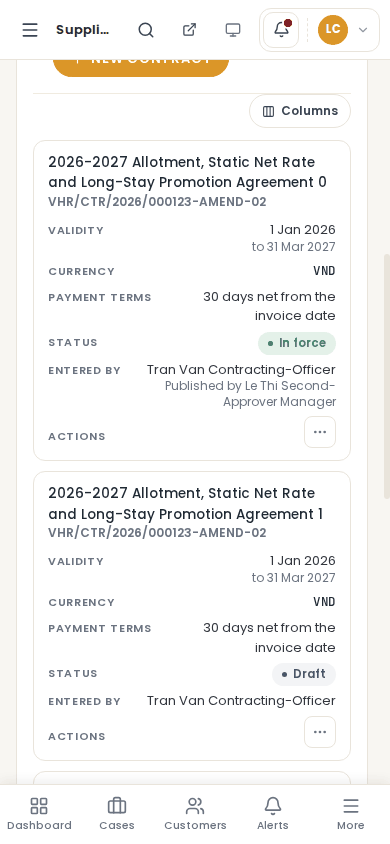 Suppli...
LC
NEW CONTRACT
Columns
2026-2027 Allotment, Static Net Rate
and Long-Stay Promotion Agreement 0
VHR/CTR/2026/000123-AMEND-02
VALIDITY
1 Jan 2026
to 31 Mar 2027
CURRENCY
VND
PAYMENT TERMS
30 days net from the
invoice date
STATUS
In force
ENTERED BY
Tran Van Contracting-Officer
Published by Le Thi Second-
Approver Manager
ACTIONS
2026-2027 Allotment, Static Net Rate
and Long-Stay Promotion Agreement 1
VHR/CTR/2026/000123-AMEND-02
VALIDITY
1 Jan 2026
to 31 Mar 2027
CURRENCY
VND
PAYMENT TERMS
30 days net from the
invoice date
STATUS
Draft
ENTERED BY
Tran Van Contracting-Officer
ACTIONS
Dashboard
Cases
Customers
Alerts
More